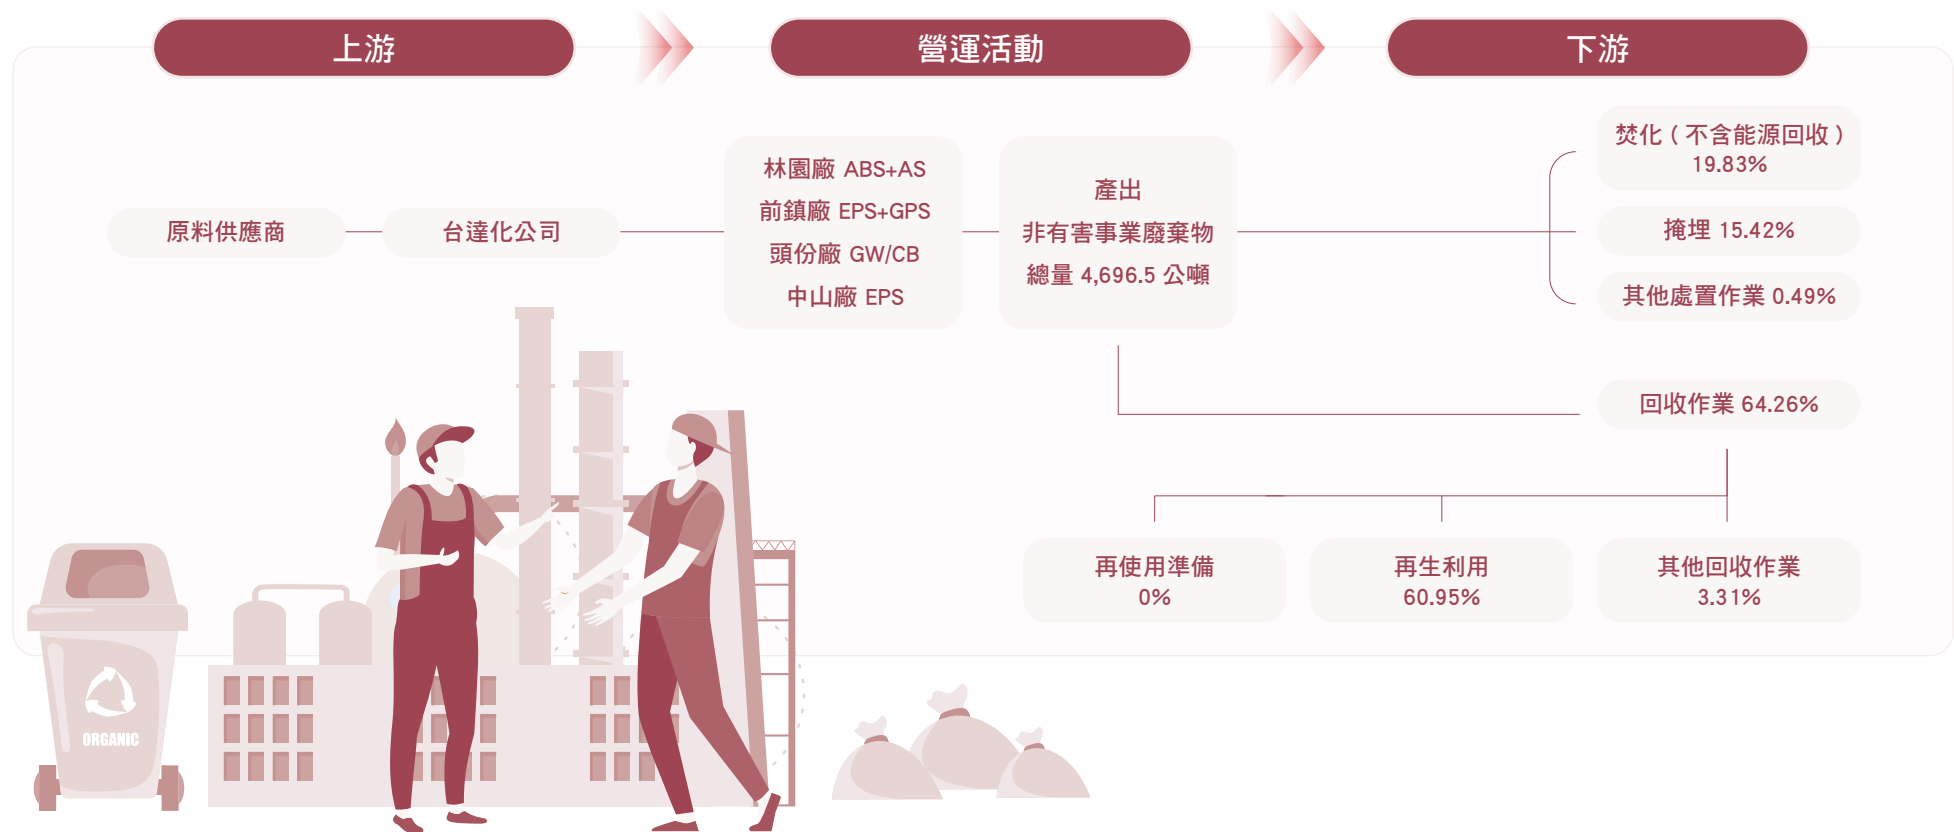 上游
營運活動
下游
原料供應商
台達化公司
林園廠 ABS+AS
前鎮廠 EPS+GPS
頭份廠 GW/CB
中山廠 EPS
產出
非有害事業廢棄物
總量 4,696.5 公噸
焚化 ( 不含能源回收 )
19.83%
掩埋 15.42%
其他處置作業 0.49%
回收作業 64.26%
再使用準備
0%
再生利用
60.95%
其他回收作業
3.31%
ORGANIC